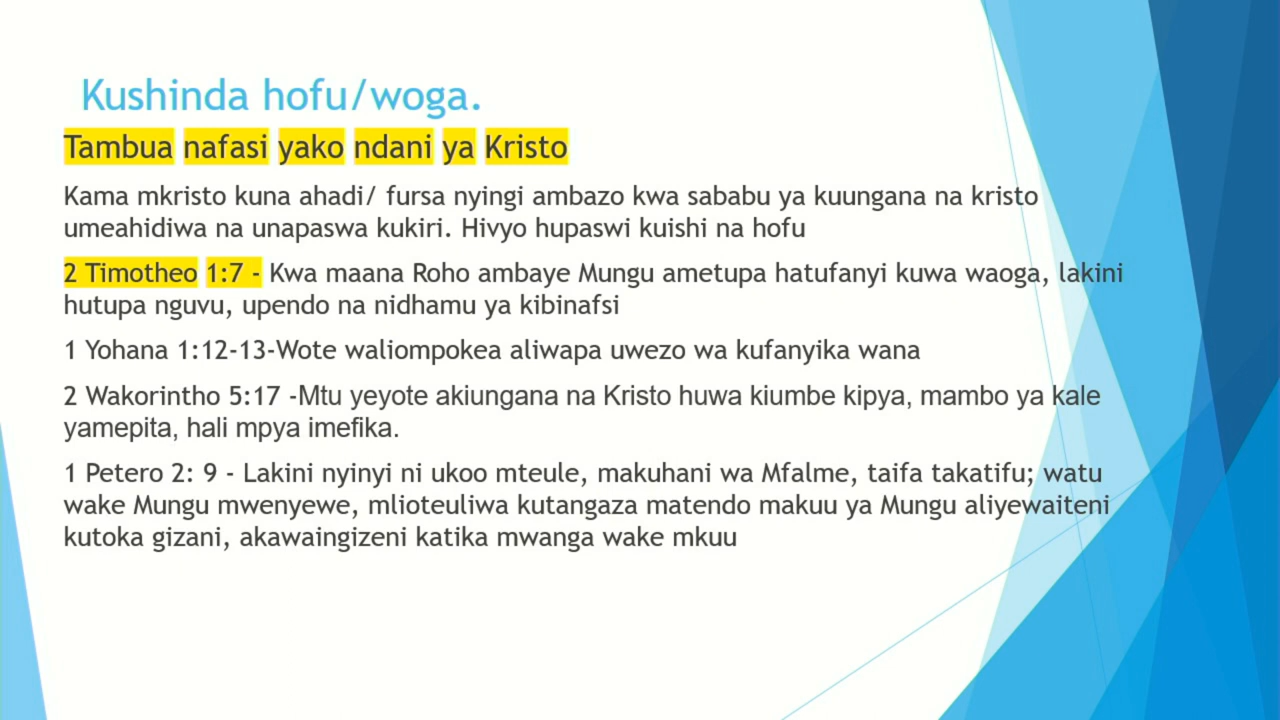 Kushinda hofu/woga.
Tambua nafasi yako ndani ya Kristo
Kama mkristo kuna ahadi/ fursa nyingi ambazo kwa sababu ya kuungana na kristo
umeahidiwa na unapaswa kukiri. Hivyo hupaswi kuishi na hofu
2 Timotheo 1:7 - Kwa maana Roho ambaye Mungu ametupa hatufanyi kuwa waoga, lakini
hutupa nguvu, upendo na nidhamu ya kibinafsi
1 Yohana 1:12-13-Wote waliompokea aliwapa uwezo wa kufanyika wana
2 Wakorintho 5:17 -Mtu yeyote akiungana na Kristo huwa kiumbe kipya, mambo ya kale
yamepita, hali mpya imefika.
1 Petero 2: 9 - Lakini nyinyi ni ukoo mteule, makuhani wa Mfalme, taifa takatifu; watu
wake Mungu mwenyewe, mlioteuliwa kutangaza matendo makuu ya Mungu aliyewaiteni
kutoka gizani, akawaingizeni katika mwanga wake mkuu